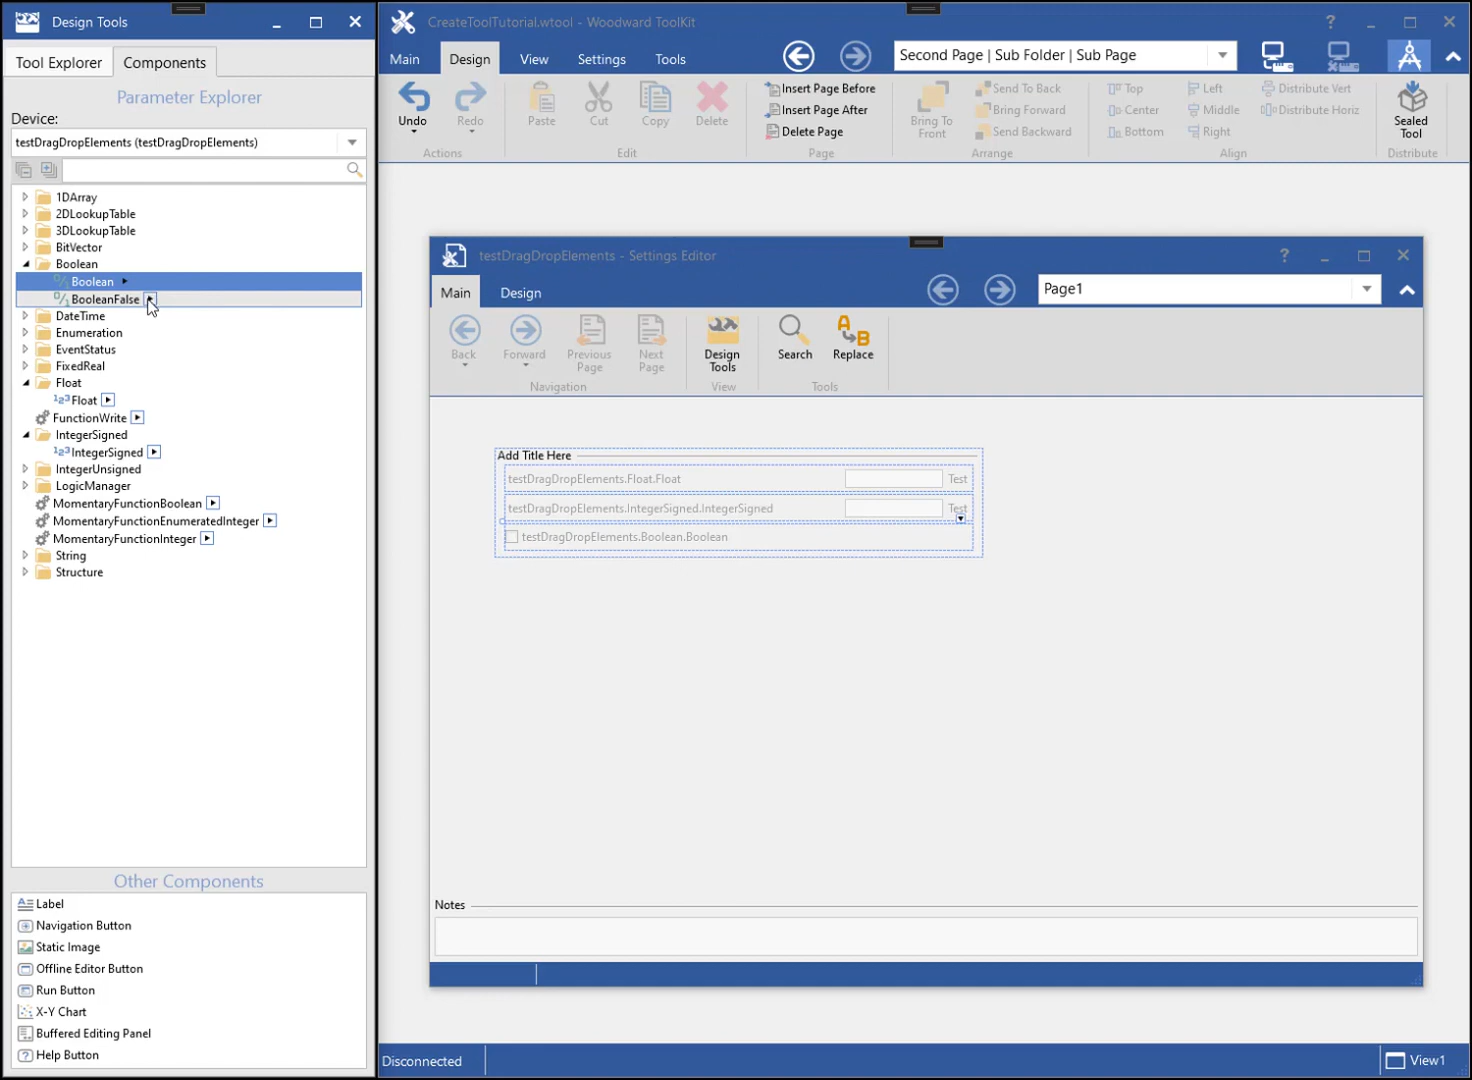 Design Tools
Tool Explorer
Components
Parameter Explorer
Device:
testDragDropElements (testDragDropElements)
1DArray
2DLookupTable
3DLookupTable
BitVector
Boolean
Boolean
BooleanFalse
DateTime
Enumeration
EventStatus
FixedReal
Float
Float
FunctionWrite
IntegerSigned
IntegerSigned
IntegerUnsigned
LogicManager
MomentaryFunctionBoolean
MomentaryFunctionEnumeratedInteger
MomentaryFunctionInteger
String
Structure
Other Components
Label
Navigation Button
Static Image
Offline Editor Button
Run Button
X-Y Chart
Buffered Editing Panel
Help Button
CreateToolTutorial.wtool - Woodward ToolKit
Main
Design
View
Settings
Tools
Second Page | Sub Folder | Sub Page
Undo
Redo
Actions
Paste
Cut
Copy
Delete
Edit
Insert Page Before
Insert Page After
Delete Page
Page
Bring To
Front
Send To Back
Bring Forward
Send Backward
Arrange
Top
Center
Bottom
Left
Middle
Right
Distribute Vert
Distribute Horiz
Align
Sealed
Tool
Distribute
testDragDropElements - Settings Editor
Main
Design
Page1
Back
Forward
Previous
Page
Next
Page
Navigation
Design
Tools
View
Search
Replace
Tools
Add Title Here
testDragDropElements.Float.Float
Test
testDragDropElements.IntegerSigned.IntegerSigned
Test
testDragDropElements.Boolean.Boolean
Notes
Disconnected
View1